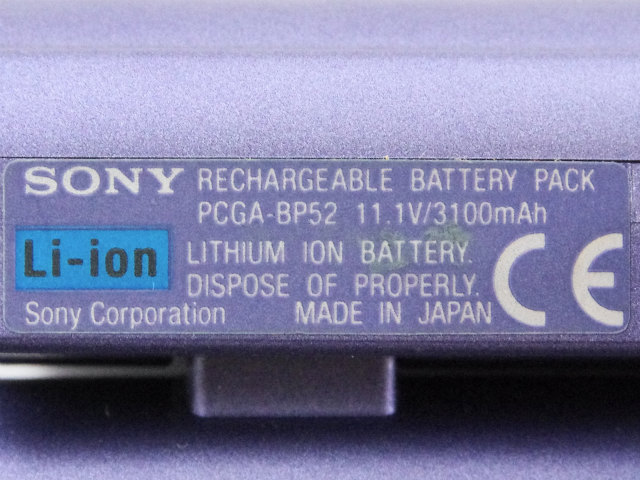 SONY RECHARGEABLE BATTERY PACK
PCGA-BP52 11.1V/3100mAh
Li-ion LITHIUM ION BATTERY.
DISPOSE OF PROPERLY.
Sony Corporation MADE IN JAPAN
CE